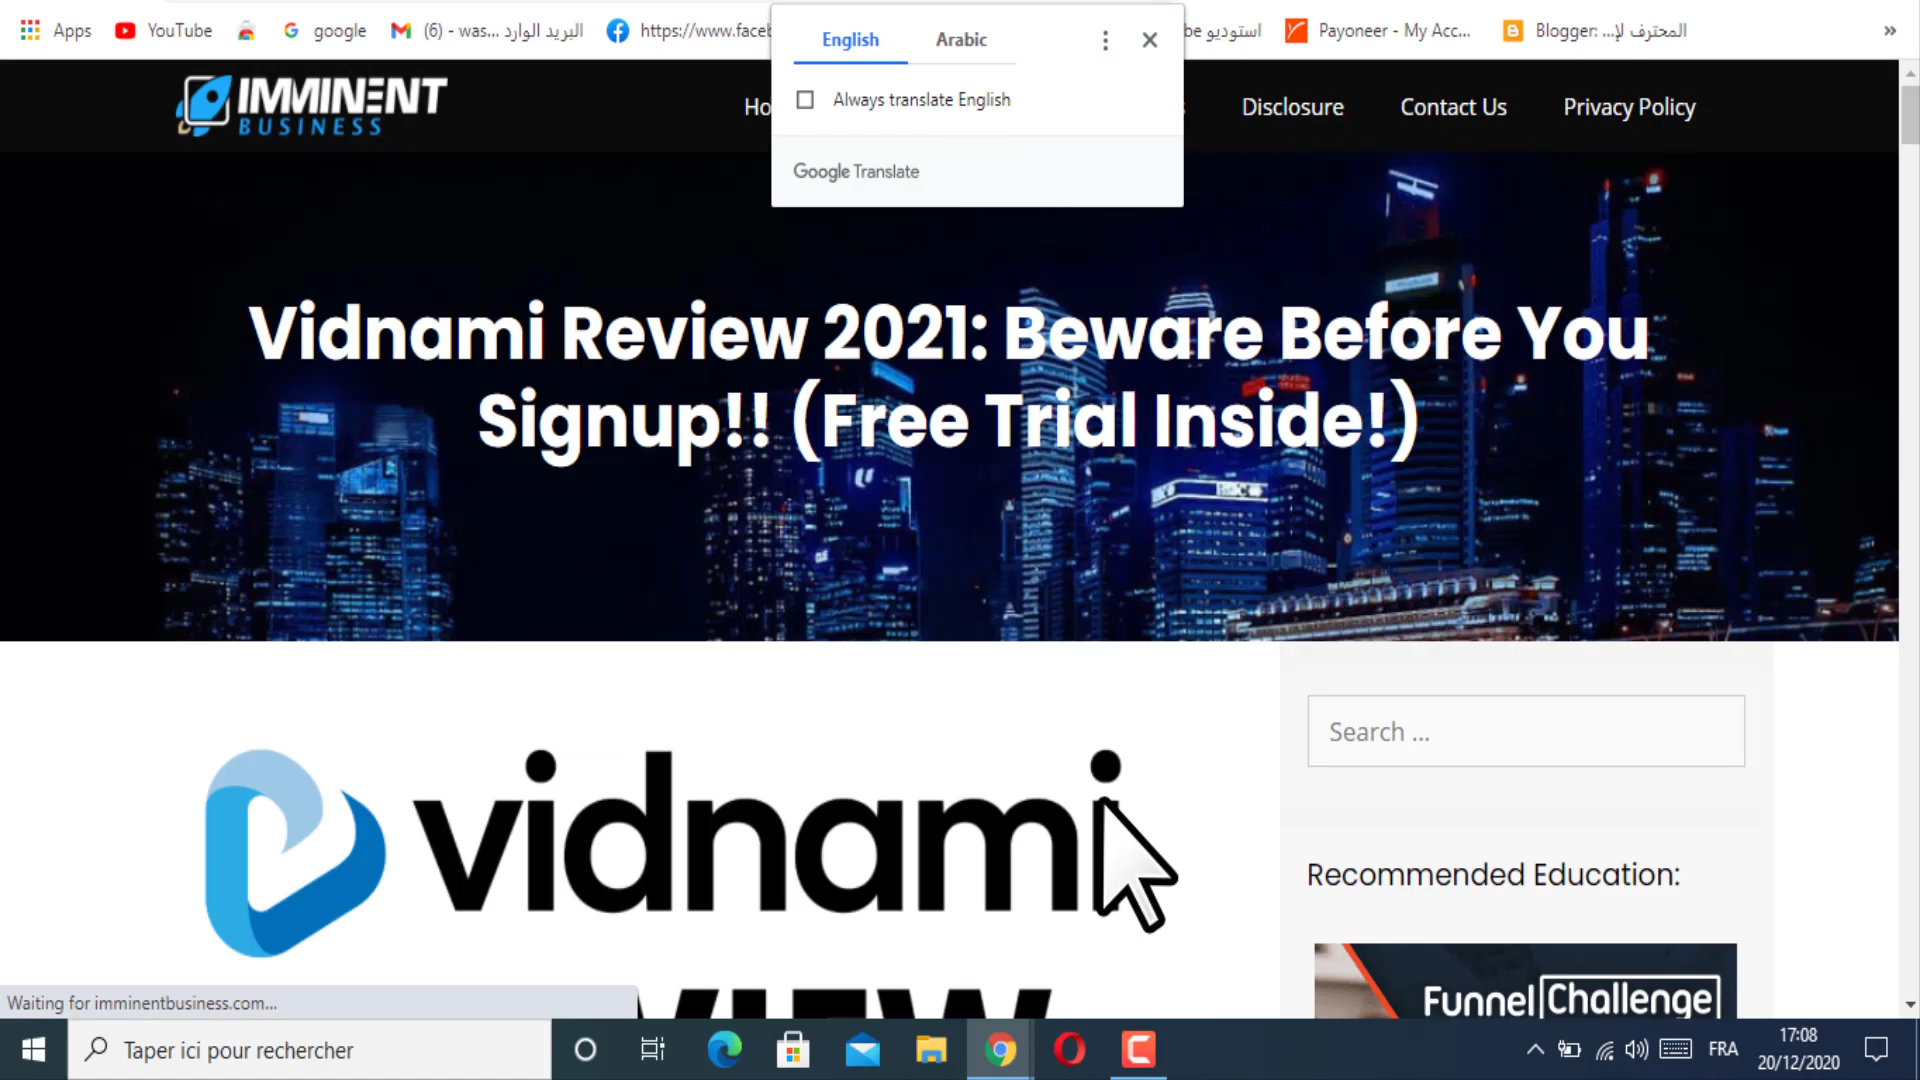 Apps
YouTube
google
(6) - was... البريد الوارد
https://www.faceb
be استوديو
Payoneer - My Acc...
Blogger: ...المحترف لإ
»
English
Arabic
Always translate English
Google Translate
IMMINENT
BUSINESS
Ho
Disclosure
Contact Us
Privacy Policy
Vidnami Review 2021: Beware Before You
Signup!! (Free Trial Inside!)
vidnami
Search ...
Recommended Education:
Funnel Challenge
Waiting for imminentbusiness.com...
VIEW
Taper ici pour rechercher
FRA
17:08
20/12/2020